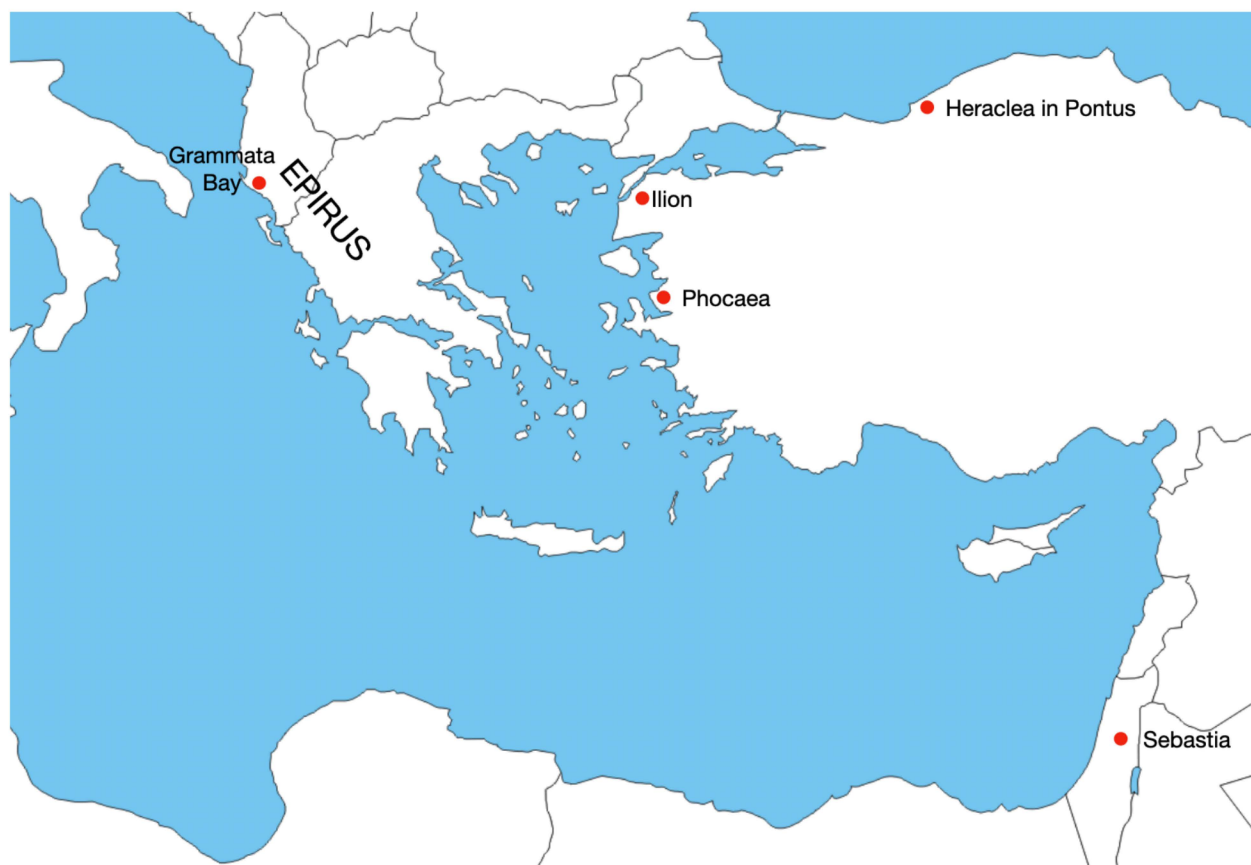 Heraclea in Pontus
Grammata
Bay
EPIRUS
Ilion
Phocaea
Sebastia